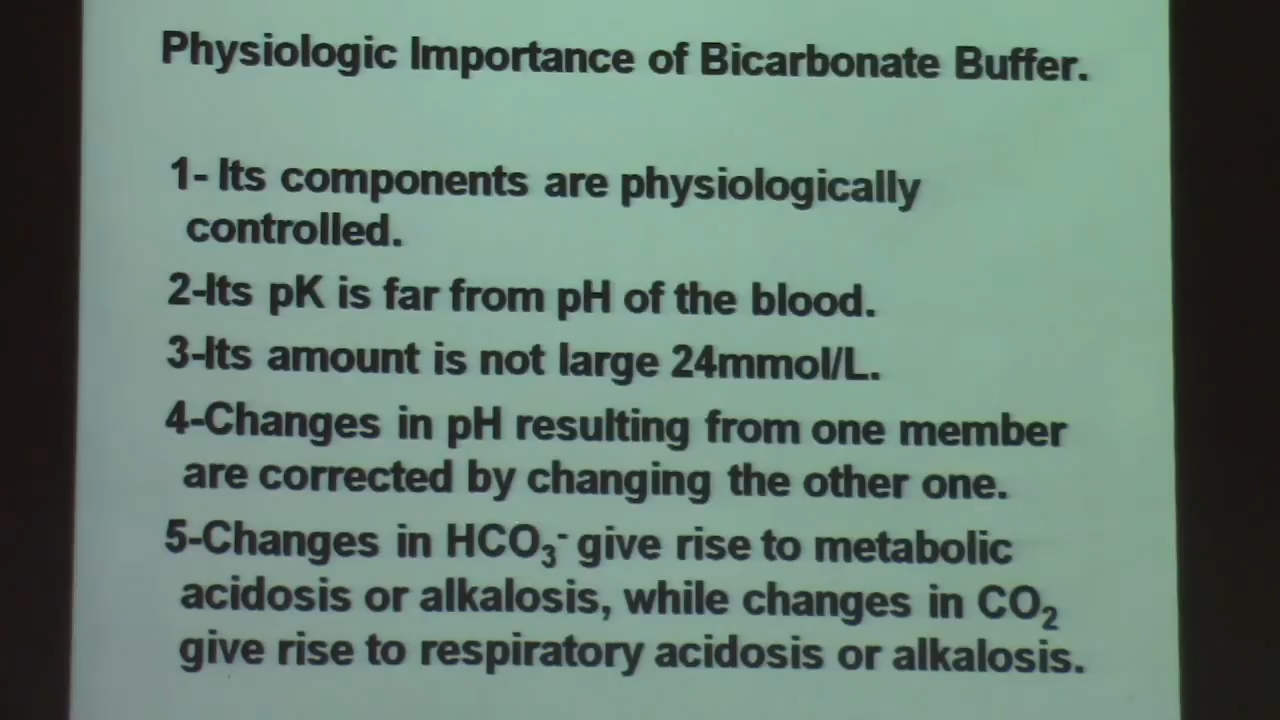 Physiologic Importance of Bicarbonate Buffer.
1- Its components are physiologically
controlled.
2-Its pK is far from pH of the blood.
3-Its amount is not large 24mmol/L.
4-Changes in pH resulting from one member
are corrected by changing the other one.
5-Changes in HCO₃⁻ give rise to metabolic
acidosis or alkalosis, while changes in CO₂
give rise to respiratory acidosis or alkalosis.